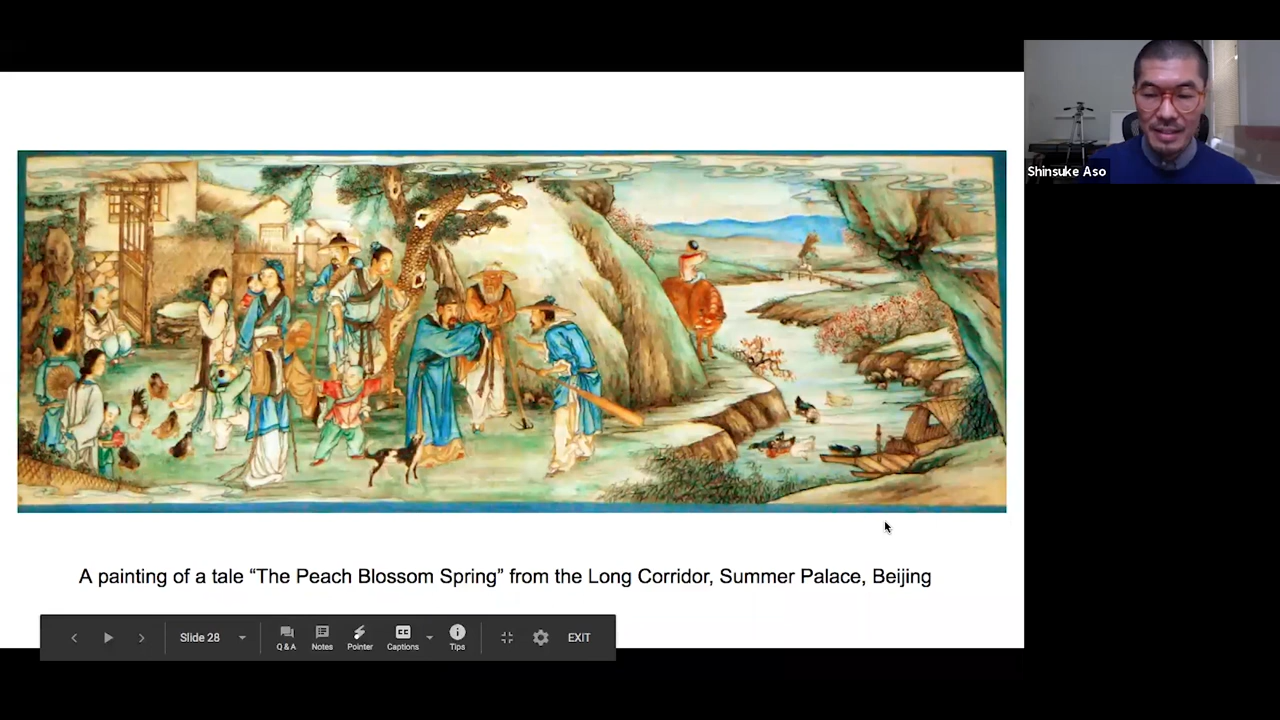 Shinsuke Aso
A painting of a tale “The Peach Blossom Spring” from the Long Corridor, Summer Palace, Beijing
Slide 28
Q & A
Notes
Pointer
CC
Captions
Tips
EXIT